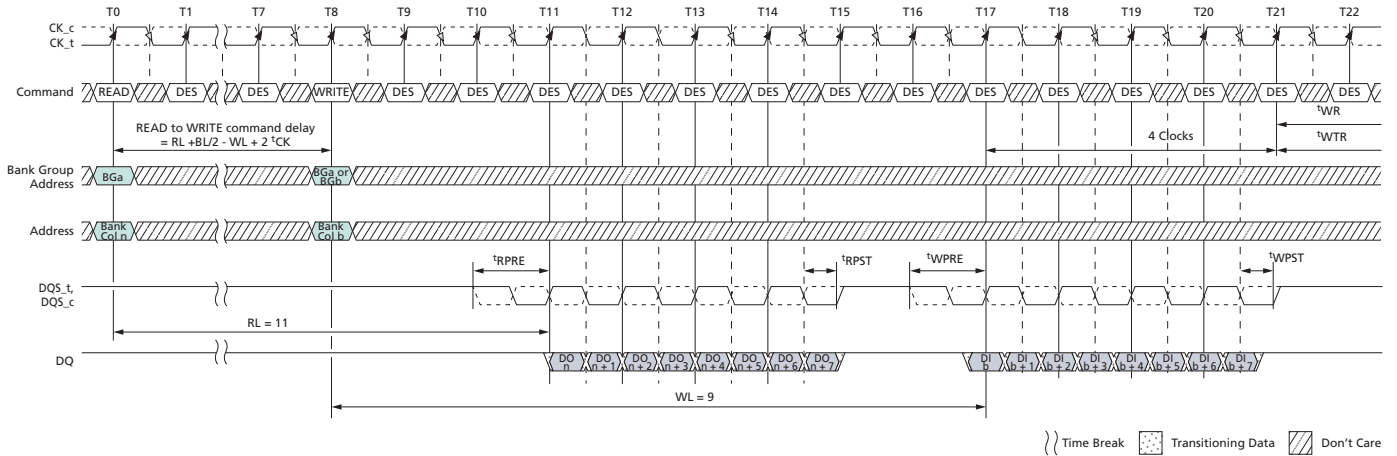 T0 T1 T7 T8 T9 T10 T11 T12 T13 T14 T15 T16 T17 T18 T19 T20 T21 T22
CK_c
CK_t
Command READ DES DES WRITE DES DES DES DES DES DES DES DES DES DES DES DES DES DES
READ to WRITE command delay
= RL +BL/2 - WL + 2 tCK
4 Clocks
tWR
tWTR
Bank Group
Address
BGa
BGa or
BGb
Address
Bank
Col n
Bank
Col b
tRPRE tRPST tWPRE tWPST
DQS_t,
DQS_c
RL = 11
DQ
DO n DO n + 1 DO n + 2 DO n + 3 DO n + 4 DO n + 5 DO n + 6 DO n + 7 DI b DI b + 1 DI b + 2 DI b + 3 DI b + 4 DI b + 5 DI b + 6 DI b + 7
WL = 9
Time Break Transitioning Data Don't Care